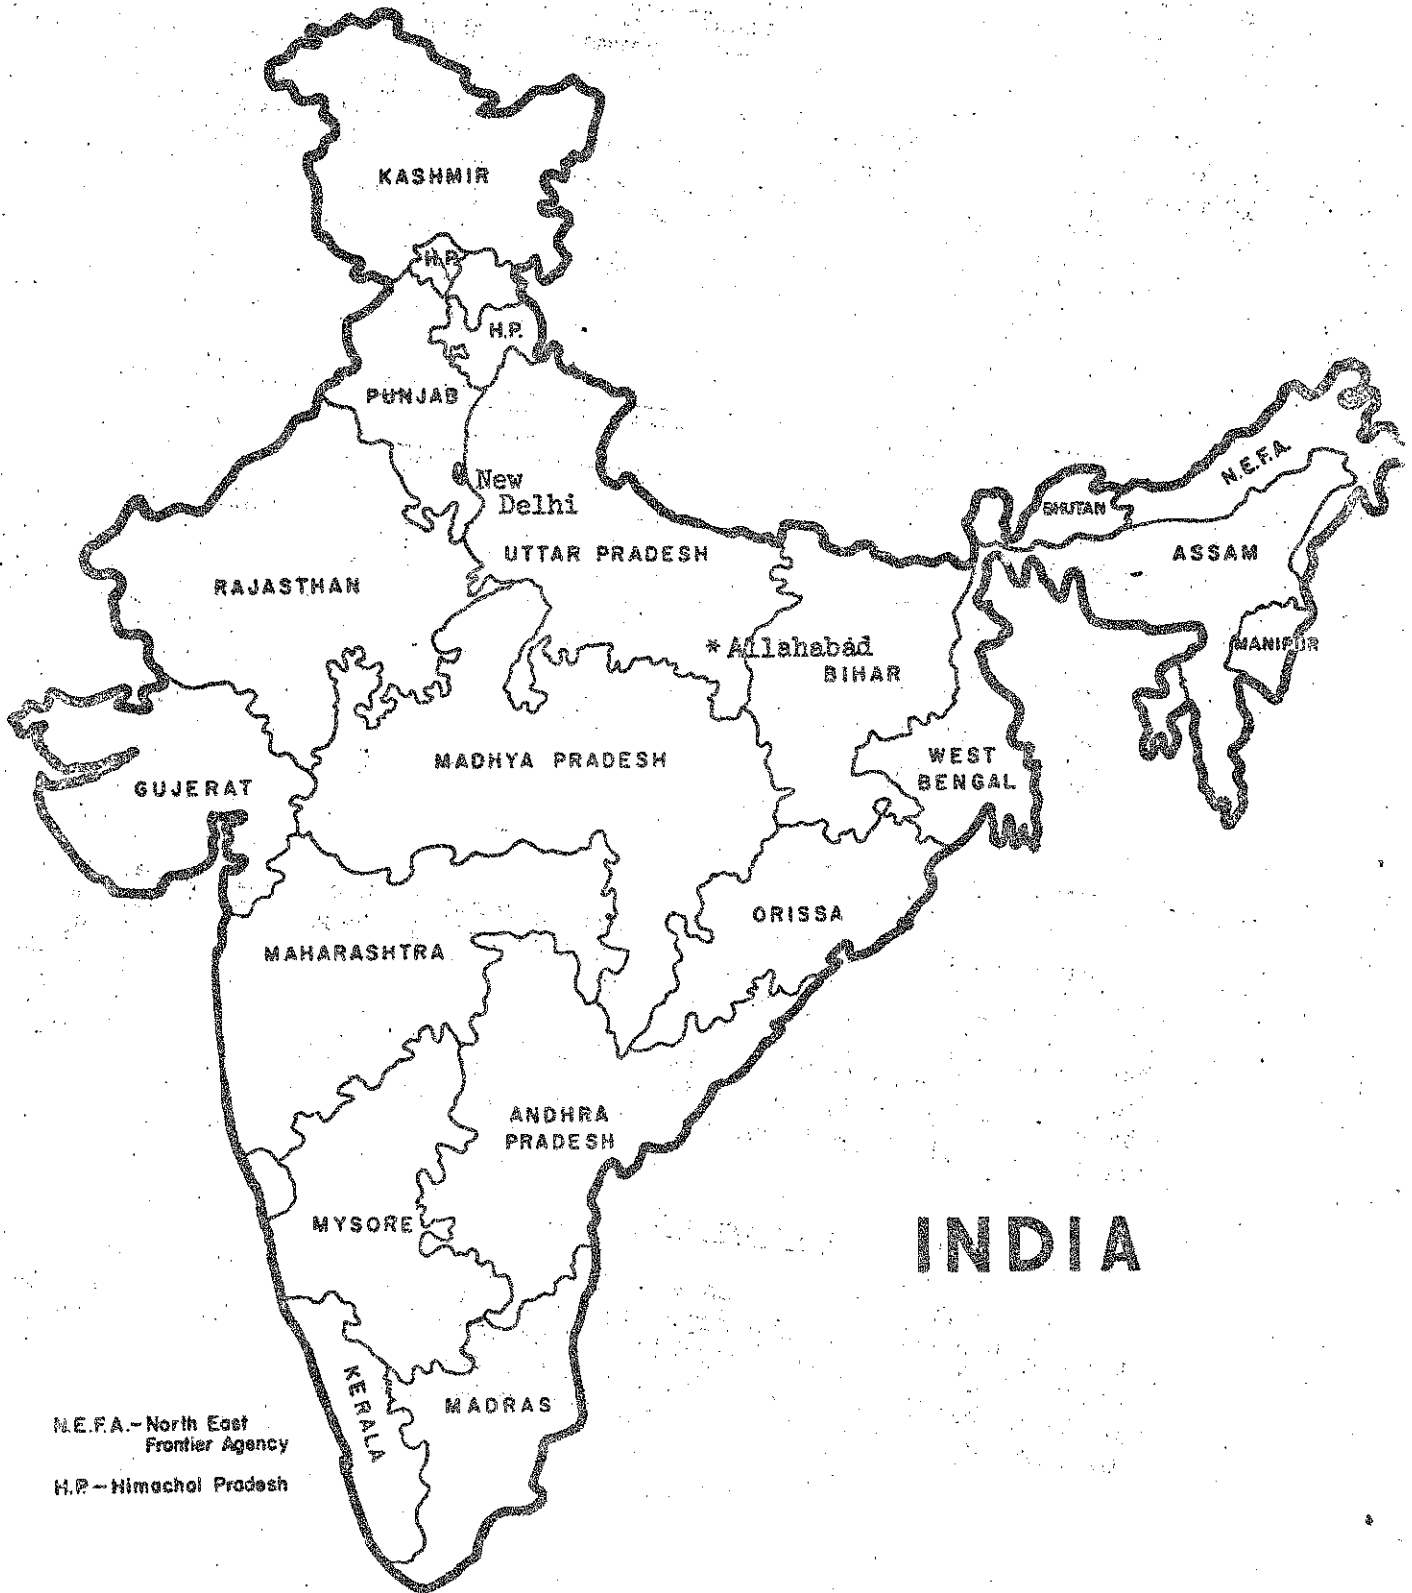 KASHMIR
H.P.
H.P.
PUNJAB
New
Delhi
N.E.F.A.
BHUTAN
UTTAR PRADESH
ASSAM
RAJASTHAN
* Allahabad
MANIPUR
BIHAR
WEST
BENGAL
MADHYA PRADESH
GUJERAT
ORISSA
MAHARASHTRA
ANDHRA
PRADESH
MYSORE
INDIA
KERALA
MADRAS
N.E.F.A.-North East
Frontier Agency
H.P.-Himachal Pradesh